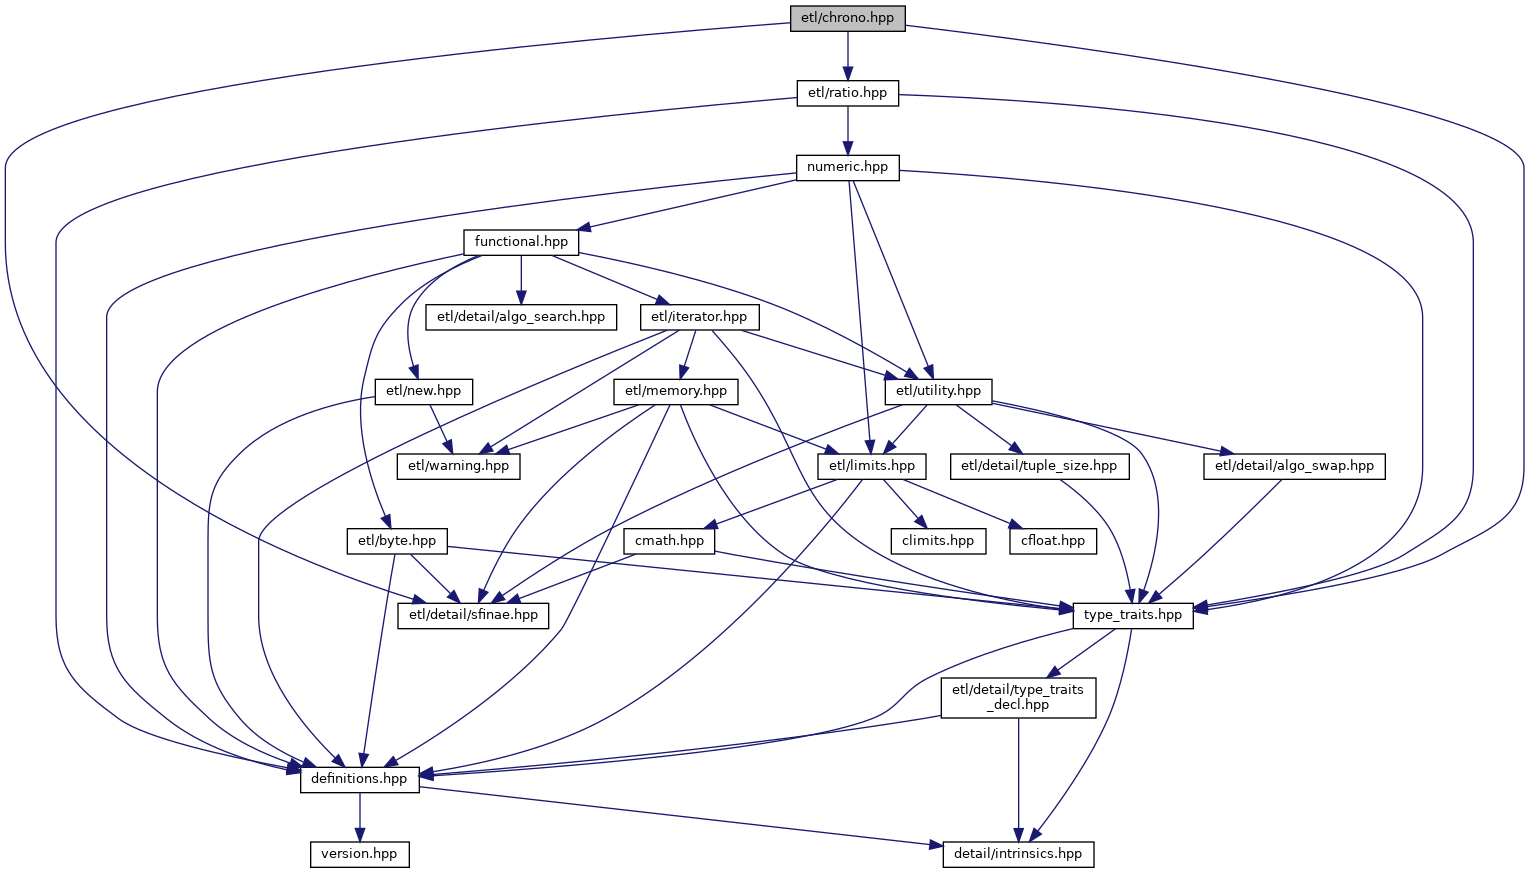 etl/chrono.hpp
etl/ratio.hpp
numeric.hpp
functional.hpp
etl/detail/algo_search.hpp
etl/iterator.hpp
etl/new.hpp
etl/memory.hpp
etl/utility.hpp
etl/warning.hpp
etl/limits.hpp
etl/detail/tuple_size.hpp
etl/detail/algo_swap.hpp
etl/byte.hpp
cmath.hpp
climits.hpp
cfloat.hpp
etl/detail/sfinae.hpp
type_traits.hpp
etl/detail/type_traits
_decl.hpp
definitions.hpp
version.hpp
detail/intrinsics.hpp